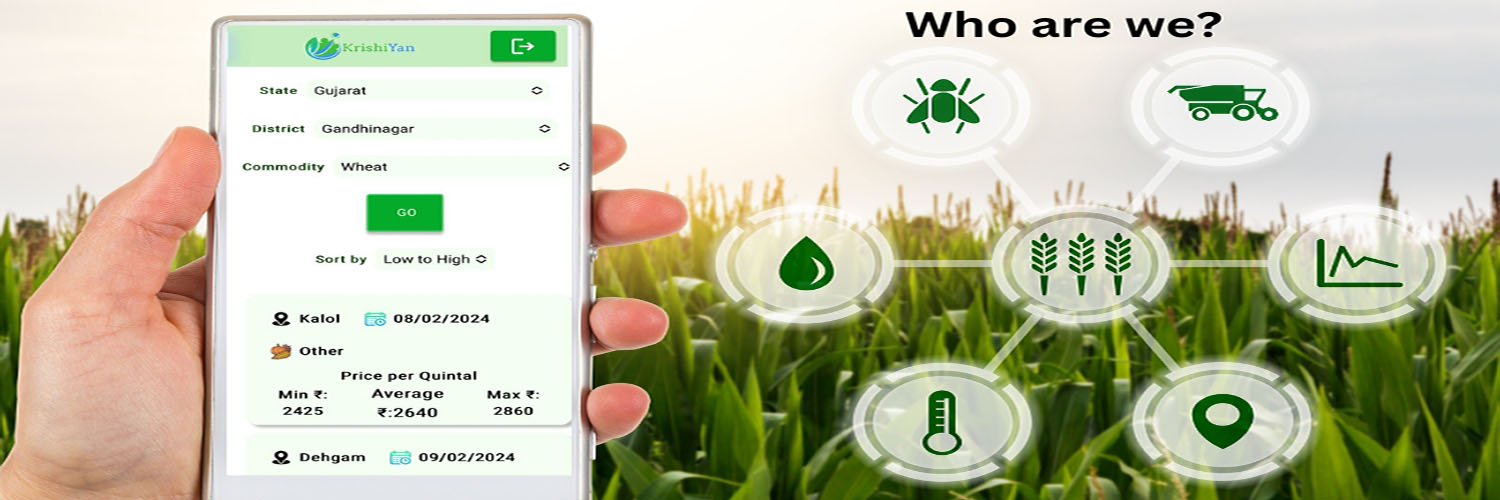 KrishiYan
State Gujarat
District Gandhinagar
Commodity Wheat
GO
Sort by Low to High
Kalol 08/02/2024
Other
Price per Quintal
Min ₹: Average Max ₹:
2425 ₹:2640 2860
Dehgam 09/02/2024
Who are we?